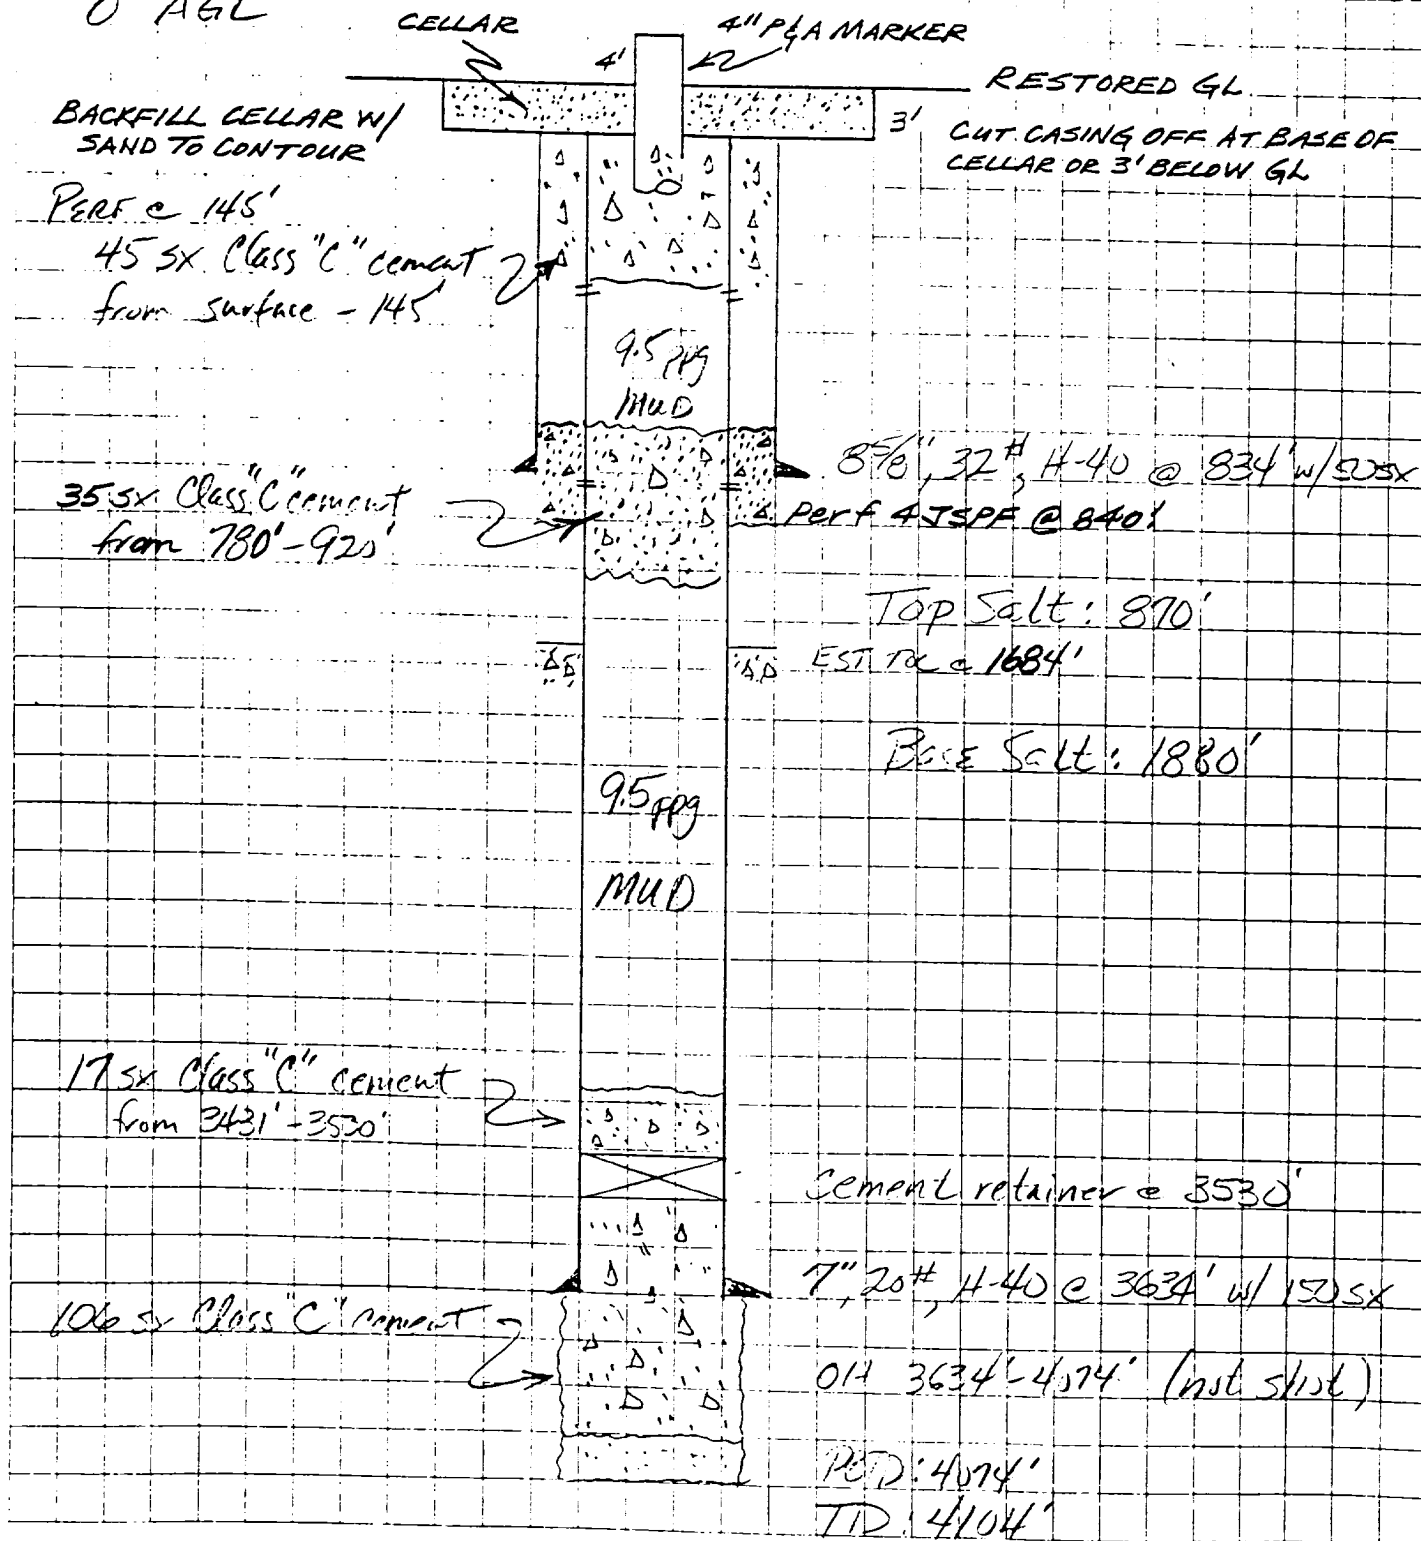 0' AGL
CELLAR
4" P&A MARKER
4'
RESTORED GL
BACKFILL CELLAR W/
SAND TO CONTOUR
3'
CUT CASING OFF AT BASE OF
CELLAR OR 3' BELOW GL
PERF @ 145'
45 sx Class "C" cement
from surface - 145'
9.5 ppg
MUD
8 5/8", 32#, H-40 @ 834' w/ 50sx
35 sx Class "C" cement
from 780'-920'
Perf 4 JSPF @ 840'
Top Salt: 870'
EST TOC @ 1684'
Base Salt: 1880'
9.5 ppg
MUD
17 sx Class "C" cement
from 3431'-3530'
Cement retainer @ 3530'
7", 20#, H-40 @ 3634' w/ 150 sx
106 sx Class "C" cement
OH 3634'-4074' (not shot)
PBTD: 4074'
TD: 4104'